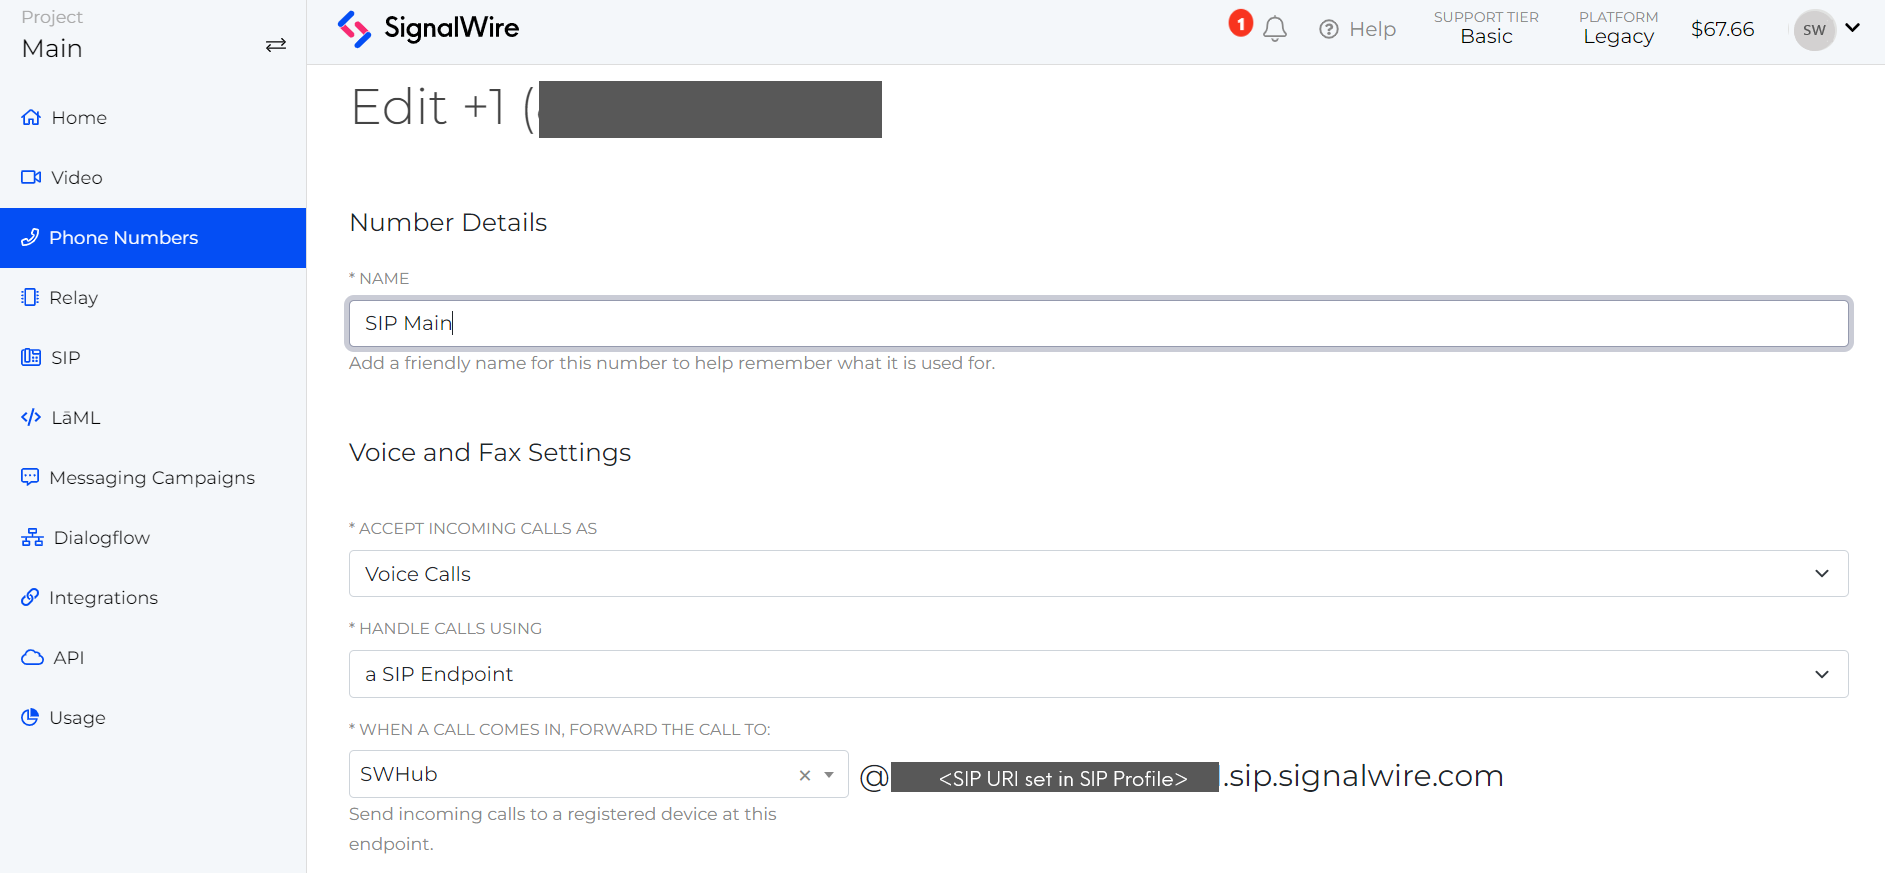 Project
Main
Home
Video
Phone Numbers
Relay
SIP
LāML
Messaging Campaigns
Dialogflow
Integrations
API
Usage
SignalWire
1
Help
SUPPORT TIER
Basic
PLATFORM
Legacy
$67.66
SW
Edit +1 (
Number Details
* NAME
SIP Main
Add a friendly name for this number to help remember what it is used for.
Voice and Fax Settings
* ACCEPT INCOMING CALLS AS
Voice Calls
* HANDLE CALLS USING
a SIP Endpoint
* WHEN A CALL COMES IN, FORWARD THE CALL TO:
SWHub × @ <SIP URI set in SIP Profile> .sip.signalwire.com
Send incoming calls to a registered device at this
endpoint.